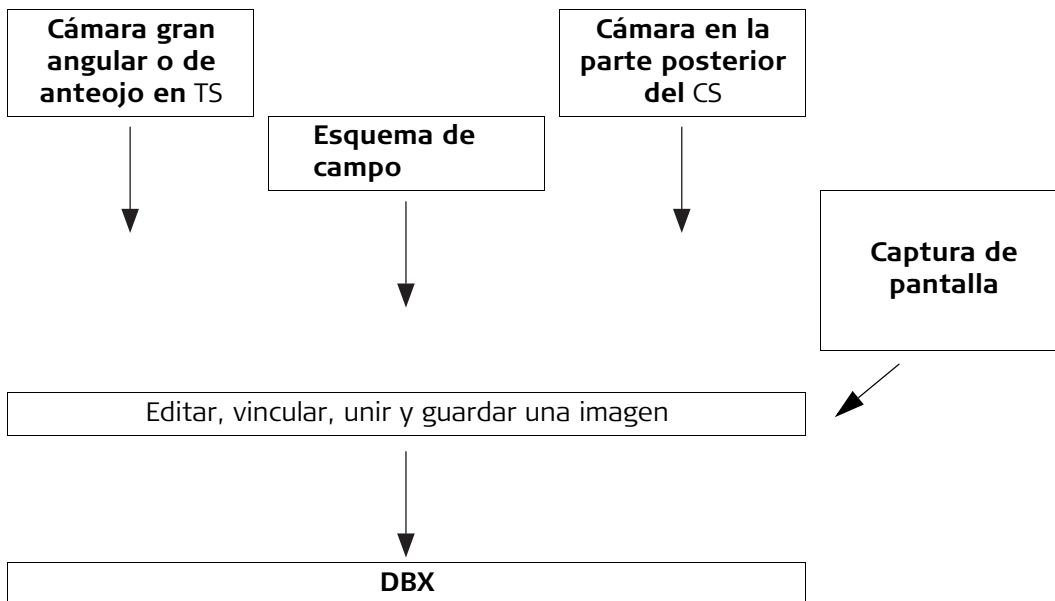 Cámara gran
angular o de
anteojo en TS
Cámara en la
parte posterior
del CS
Esquema de
campo
Captura de
pantalla
Editar, vincular, unir y guardar una imagen
DBX